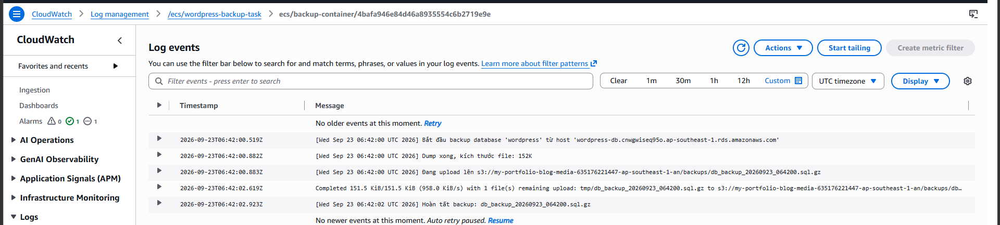 CloudWatch > Log management > /ecs/wordpress-backup-task > ecs/backup-container/4bafa946e84d46a8935554c6b2719e9e
CloudWatch
Favorites and recents
Ingestion
Dashboards
Alarms 0 1 1
AI Operations
GenAI Observability
Application Signals (APM)
Infrastructure Monitoring
Logs
Log events
Actions
Start tailing
Create metric filter
You can use the filter bar below to search for and match terms, phrases, or values in your log events. Learn more about filter patterns
Filter events - press enter to search
Clear 1m 30m 1h 12h Custom
UTC timezone
Display
Timestamp Message
No older events at this moment. Retry
2026-09-23T06:42:00.519Z [Wed Sep 23 06:42:00 UTC 2026] Bắt đầu backup database 'wordpress' từ host 'wordpress-db.cnwgwiseq95o.ap-southeast-1.rds.amazonaws.com'
2026-09-23T06:42:00.882Z [Wed Sep 23 06:42:00 UTC 2026] Dump xong, kích thước file: 152K
2026-09-23T06:42:00.883Z [Wed Sep 23 06:42:00 UTC 2026] Đang upload lên s3://my-portfolio-blog-media-635176221447-ap-southeast-1-an/backups/db_backup_20260923_064200.sql.gz
2026-09-23T06:42:02.619Z Completed 151.5 KiB/151.5 KiB (958.0 KiB/s) with 1 file(s) remaining upload: tmp/db_backup_20260923_064200.sql.gz to s3://my-portfolio-blog-media-635176221447-ap-southeast-1-an/backups/db…
2026-09-23T06:42:02.923Z [Wed Sep 23 06:42:02 UTC 2026] Hoàn tất backup: db_backup_20260923_064200.sql.gz
No newer events at this moment. Auto retry paused. Resume